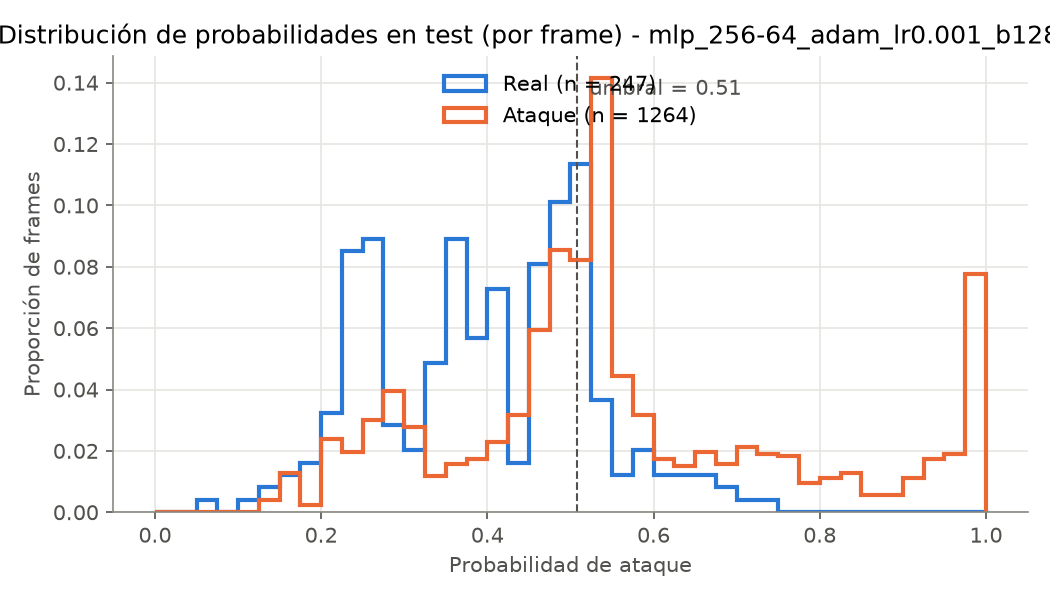 Distribución de probabilidades en test (por frame) - mlp_256-64_adam_lr0.001_b128
Real (n = 247)
umbral = 0.51
Ataque (n = 1264)
Proporción de frames
0.14
0.12
0.10
0.08
0.06
0.04
0.02
0.00
0.0 0.2 0.4 0.6 0.8 1.0
Probabilidad de ataque